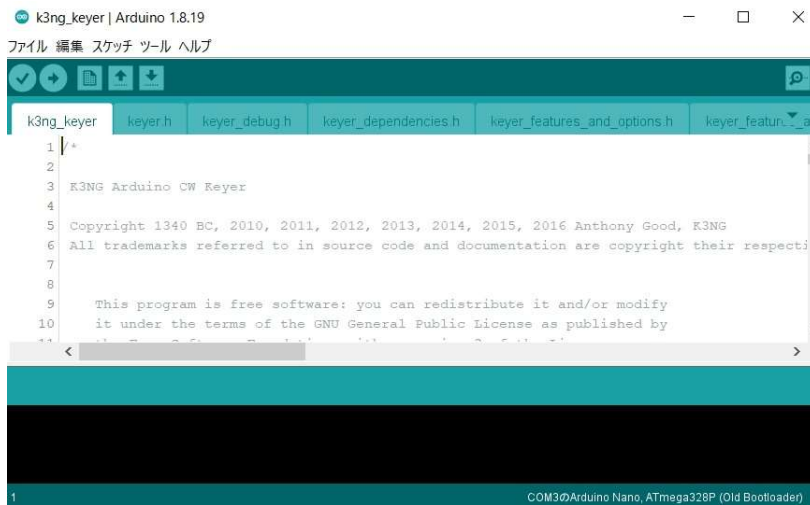 k3ng_keyer | Arduino 1.8.19
ファイル 編集 スケッチ ツール ヘルプ
k3ng_keyer keyer.h keyer_debug.h keyer_dependencies.h keyer_features_and_options.h
1 /*
2
3 K3NG Arduino CW Keyer
4
5 Copyright 1340 BC, 2010, 2011, 2012, 2013, 2014, 2015, 2016 Anthony Good, K3NG
6 All trademarks referred to in source code and documentation are copyright their respecti
7
8
9 This program is free software: you can redistribute it and/or modify
10 it under the terms of the GNU General Public License as published by
1 COM3のArduino Nano, ATmega328P (Old Bootloader)